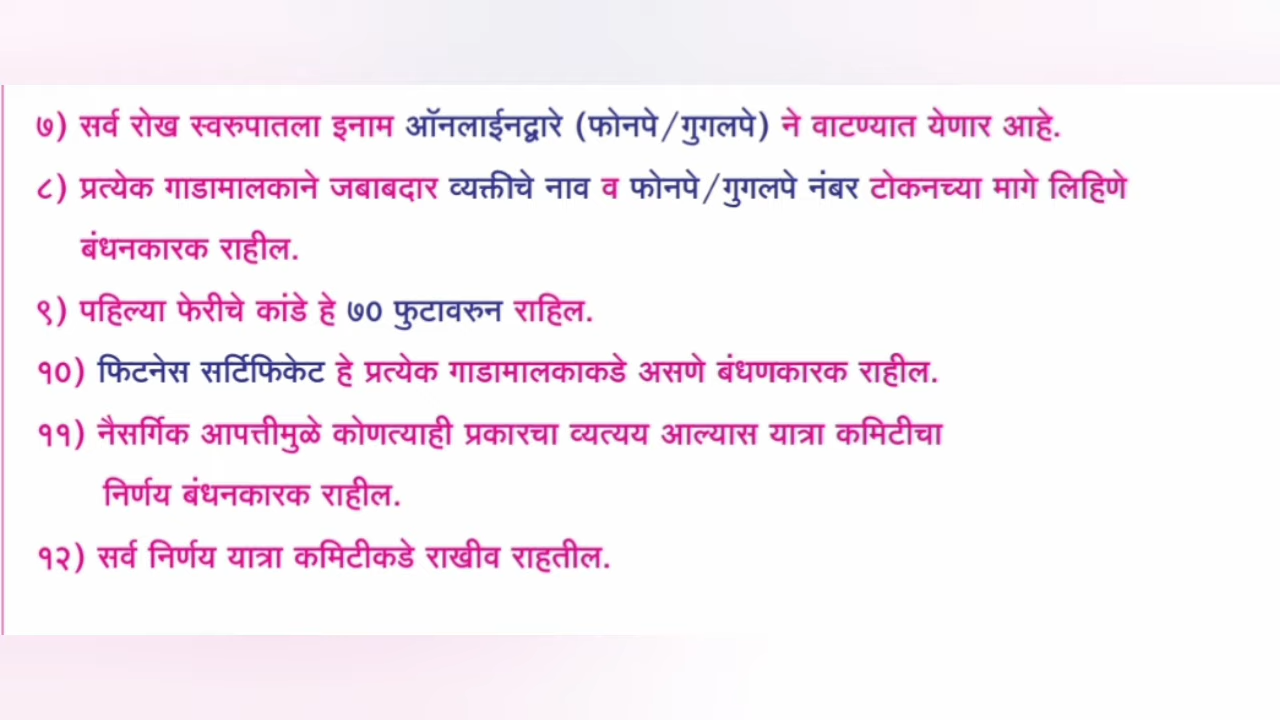 ७) सर्व रोख स्वरुपातला इनाम ऑनलाईनद्वारे (फोनपे/गुगलपे) ने वाटण्यात येणार आहे.
८) प्रत्येक गाडामालकाने जबाबदार व्यक्तीचे नाव व फोनपे/गुगलपे नंबर टोकनच्या मागे लिहिणे
बंधनकारक राहील.
९) पहिल्या फेरीचे कांडे हे ७० फुटावरुन राहिल.
१०) फिटनेस सर्टिफिकेट हे प्रत्येक गाडामालकाकडे असणे बंधणकारक राहील.
११) नैसर्गिक आपत्तीमुळे कोणत्याही प्रकारचा व्यत्यय आल्यास यात्रा कमिटीचा
निर्णय बंधनकारक राहील.
१२) सर्व निर्णय यात्रा कमिटीकडे राखीव राहतील.